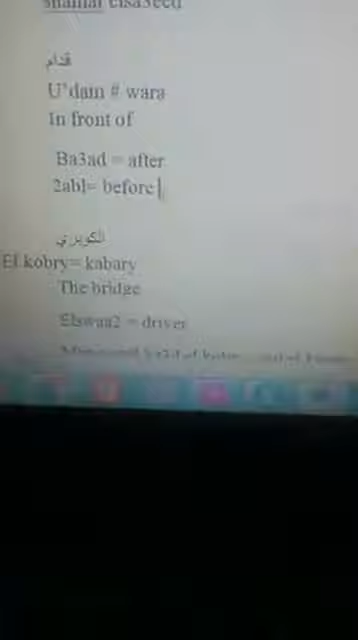 قدام
U'dam # wara
In front of
Ba3ad = after
2abl= before
الكوبري
El kobry= kabary
The bridge
Elswaa2 = driver